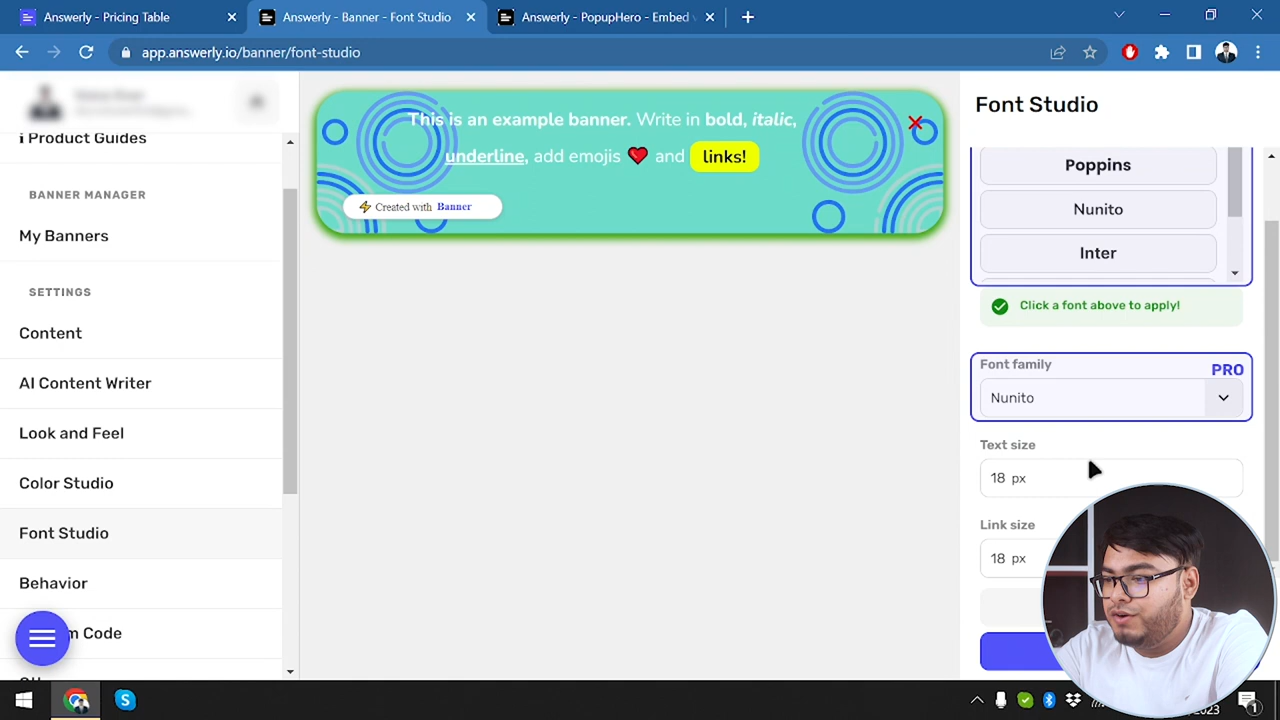 Answerly - Pricing Table
Answerly - Banner - Font Studio
Answerly - PopupHero - Embed
app.answerly.io/banner/font-studio
Product Guides
BANNER MANAGER
My Banners
SETTINGS
Content
AI Content Writer
Look and Feel
Color Studio
Font Studio
Behavior
m Code
This is an example banner. Write in bold, italic,
underline, add emojis ❤️ and links!
⚡ Created with Banner
Font Studio
Poppins
Nunito
Inter
Click a font above to apply!
Font family
PRO
Nunito
Text size
18 px
Link size
18 px
2023
1